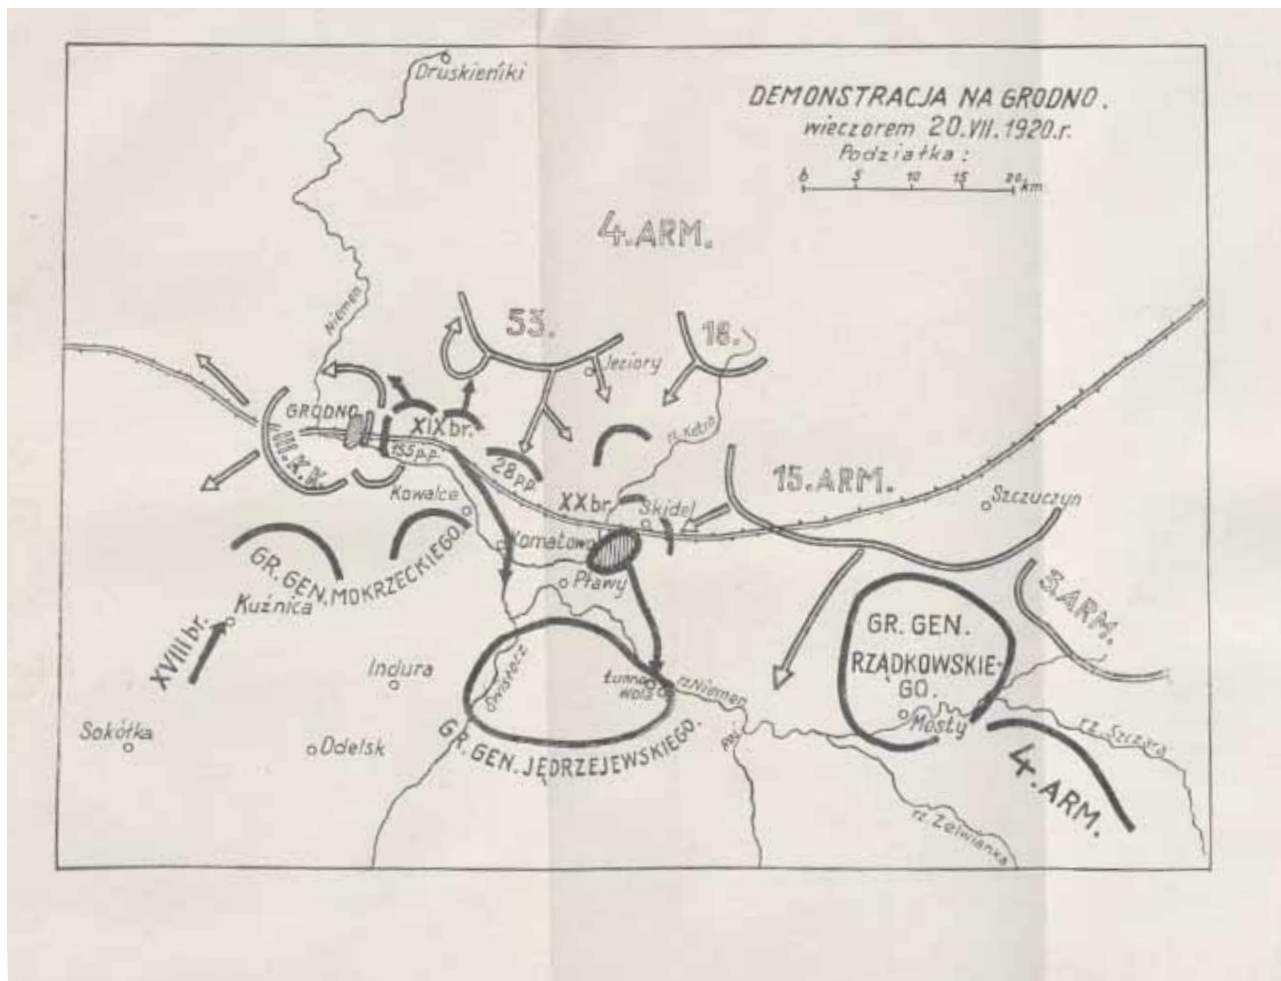 Druskieniki
DEMONSTRACJA NA GRODNO.
wieczorem 20.VII.1920.r.
Podziałka:
0 5 10 15 20 km
4.ARM.
Niemen
53.
18.
Jeziory
GRODNO
XIX br.
III.K.K.
155 p.p.
28 p.p.
rz. Kotra
15.ARM.
Szczuczyn
Kowalce
XX br.
Skidel
Komatowo
GR. GEN. MOKRZECKIEGO.
Pławy
3.ARM.
Kuźnica
XVIII br.
GR. GEN.
RZĄDKOWSKIE-
GO.
Indura
Świsłocz
Łunna
wola
rz. Niemen
Mosty
Sokółka
Odelsk
GR. GEN. JĘDRZEJEWSKIEGO.
rz. Szczara
4.ARM.
rz. Zelwianka